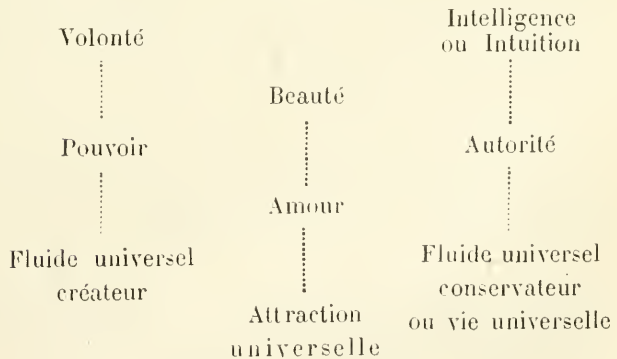 Volonté
Pouvoir
Fluide universel
créateur
Beauté
Amour
Attraction
universelle
Intelligence
ou Intuition
Autorité
Fluide universel
conservateur
ou vie universelle